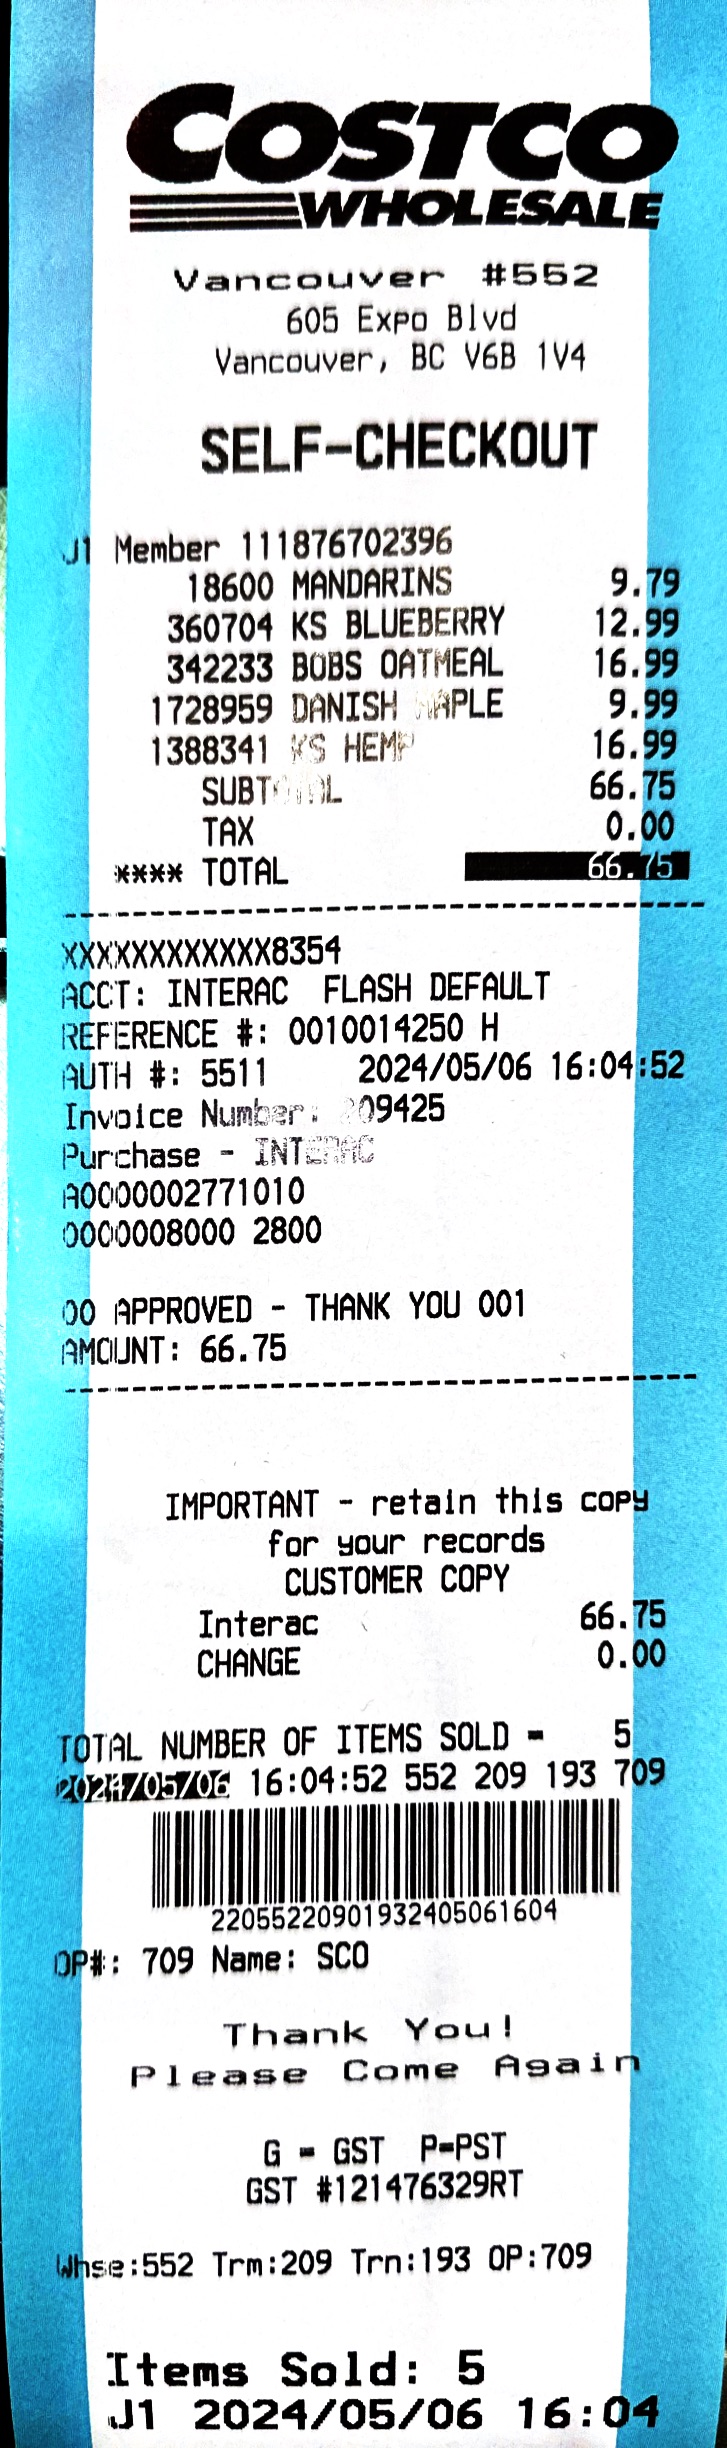 COSTCO
WHOLESALE
Vancouver #552
605 Expo Blvd
Vancouver, BC V6B 1V4
SELF-CHECKOUT
J1 Member 111876702396
18600 MANDARINS 9.79
360704 KS BLUEBERRY 12.99
342233 BOBS OATMEAL 16.99
1728959 DANISH MAPLE 9.99
1388341 KS HEMP 16.99
SUBTOTAL 66.75
TAX 0.00
**** TOTAL 66.75
XXXXXXXXXXXX8354
ACCT: INTERAC FLASH DEFAULT
REFERENCE #: 0010014250 H
AUTH #: 5511 2024/05/06 16:04:52
Invoice Number: 209425
Purchase - INTERAC
A0000002771010
0000008000 2800
00 APPROVED - THANK YOU 001
AMOUNT: 66.75
IMPORTANT - retain this copy
for your records
CUSTOMER COPY
Interac 66.75
CHANGE 0.00
TOTAL NUMBER OF ITEMS SOLD = 5
2024/05/06 16:04:52 552 209 193 709
22055220901932405061604
OP#: 709 Name: SCO
Thank You!
Please Come Again
G = GST P=PST
GST #121476329RT
Whse:552 Trm:209 Trn:193 OP:709
Items Sold: 5
J1 2024/05/06 16:04